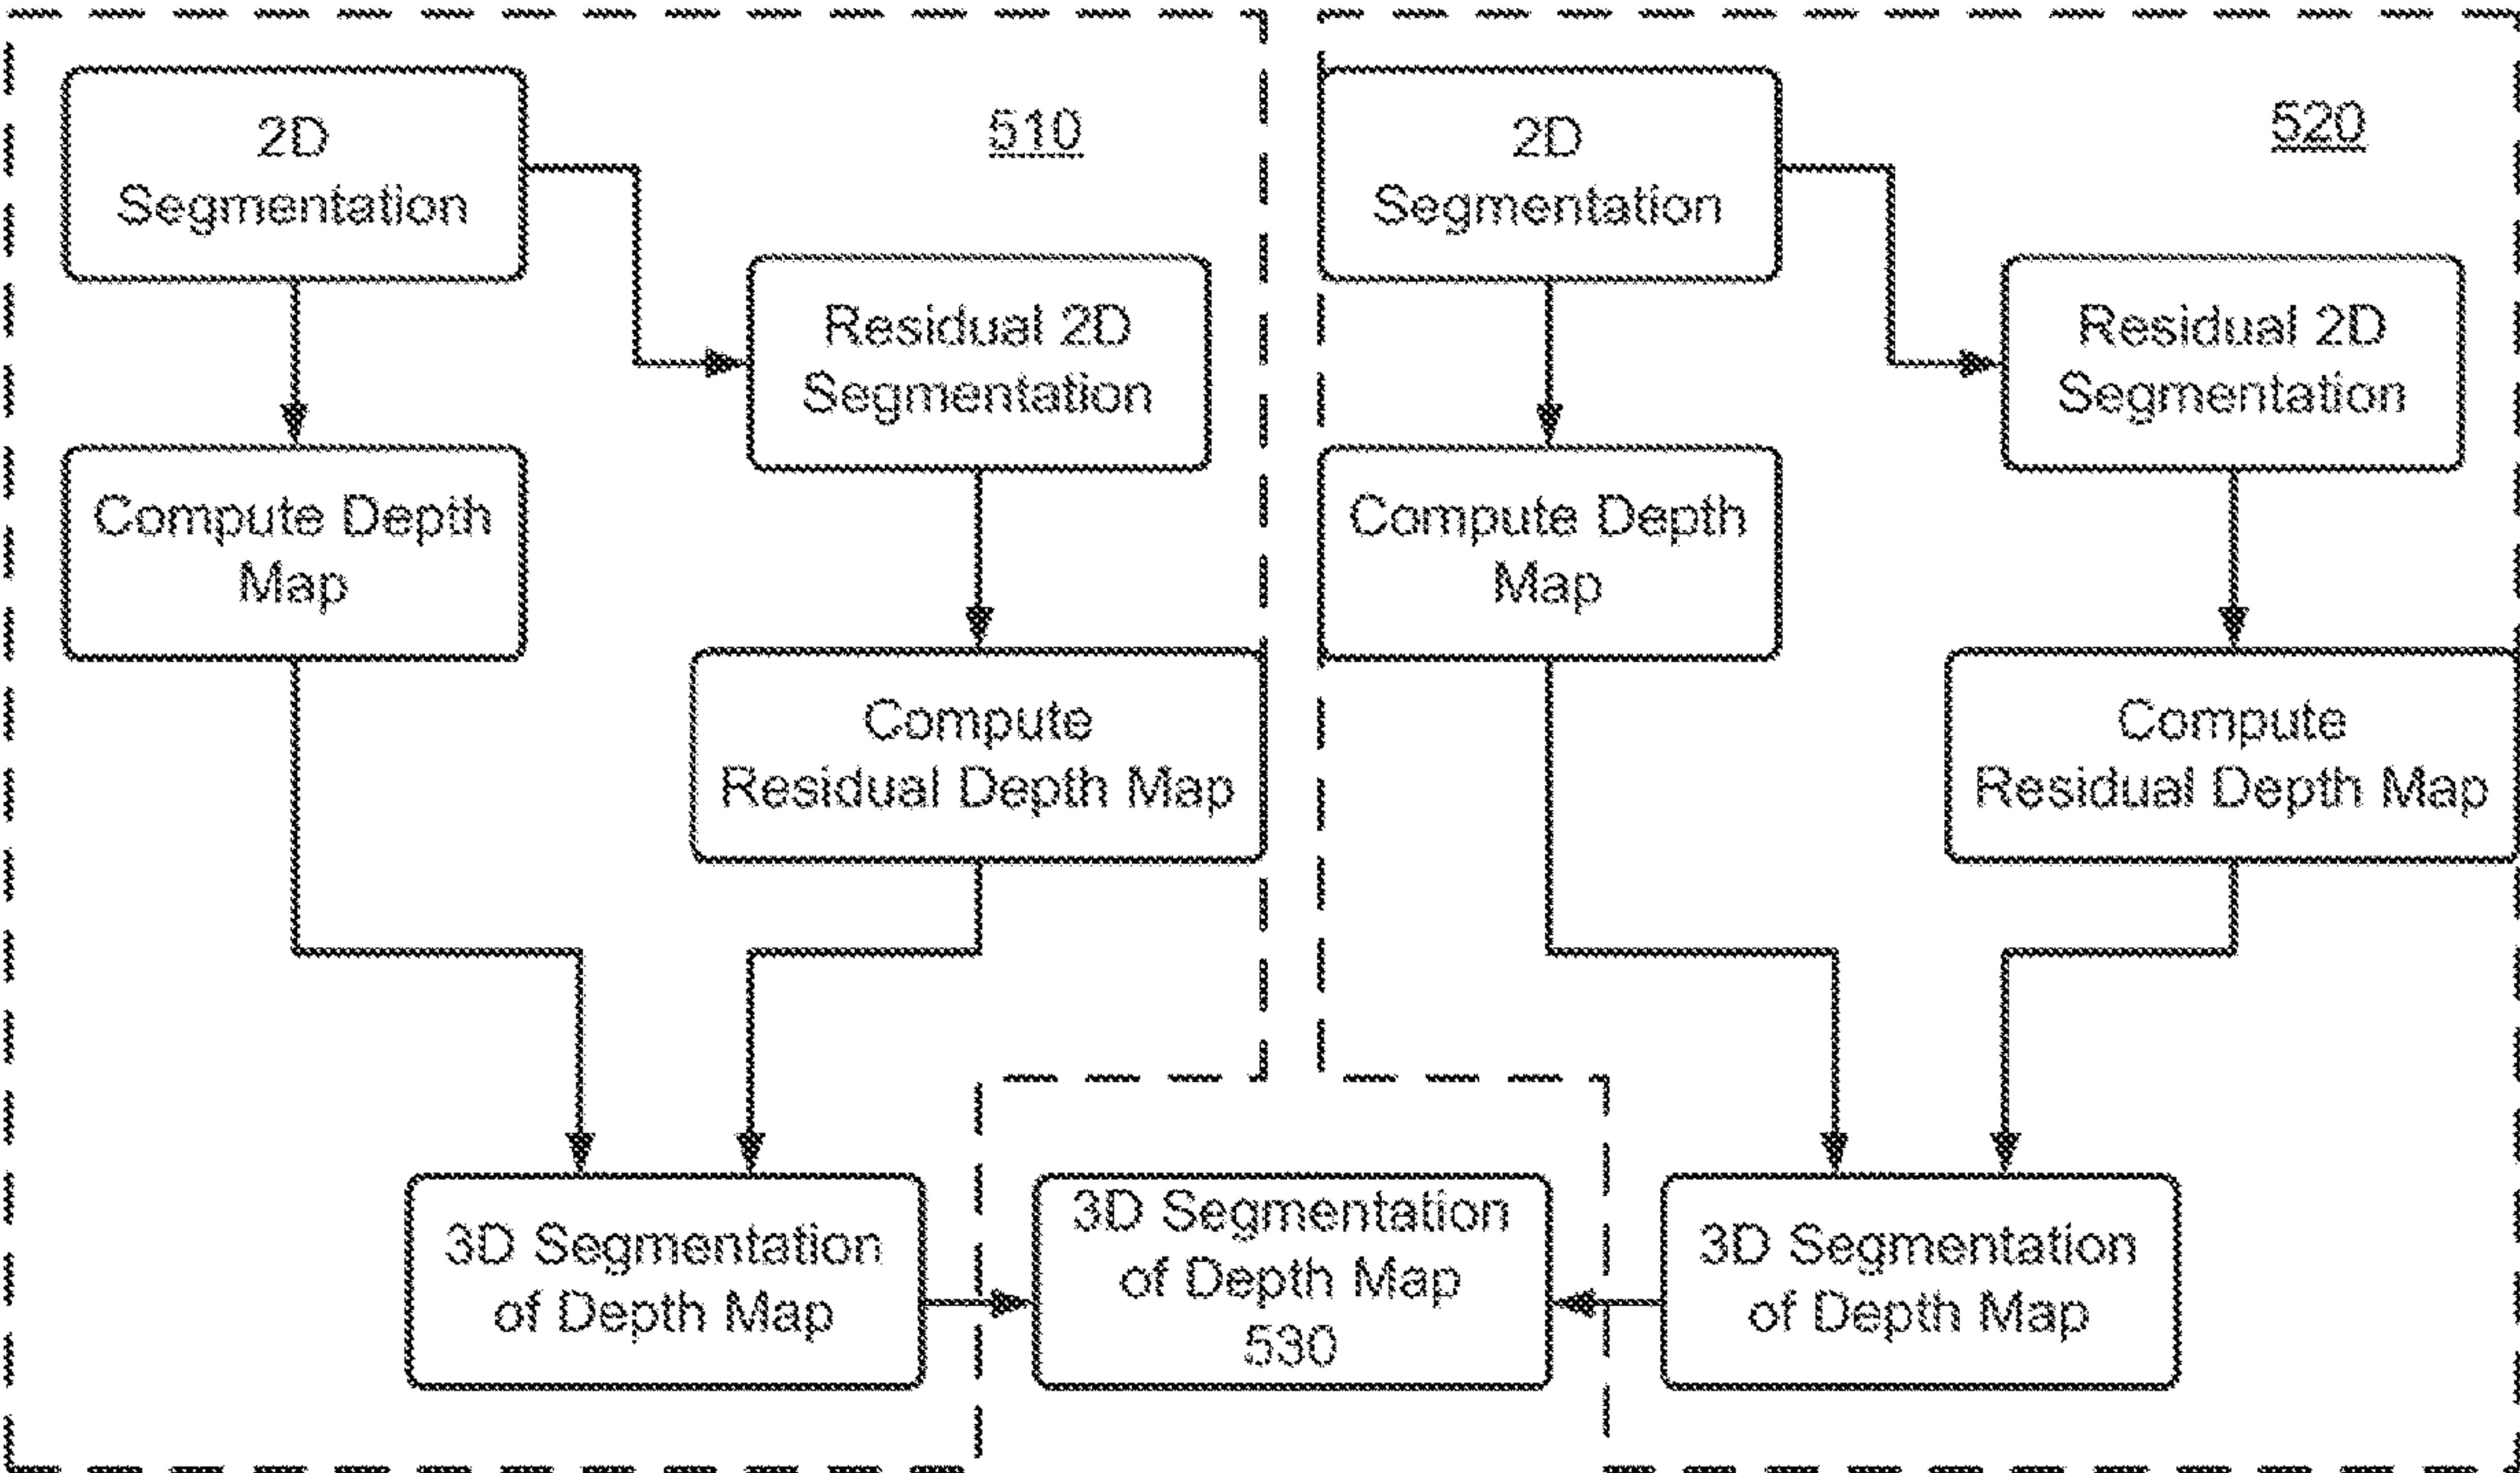 510
2D
Segmentation
Residual 2D
Segmentation
Compute Depth
Map
Compute
Residual Depth Map
3D Segmentation
of Depth Map
520
2D
Segmentation
Residual 2D
Segmentation
Compute Depth
Map
Compute
Residual Depth Map
3D Segmentation
of Depth Map
3D Segmentation
of Depth Map
530